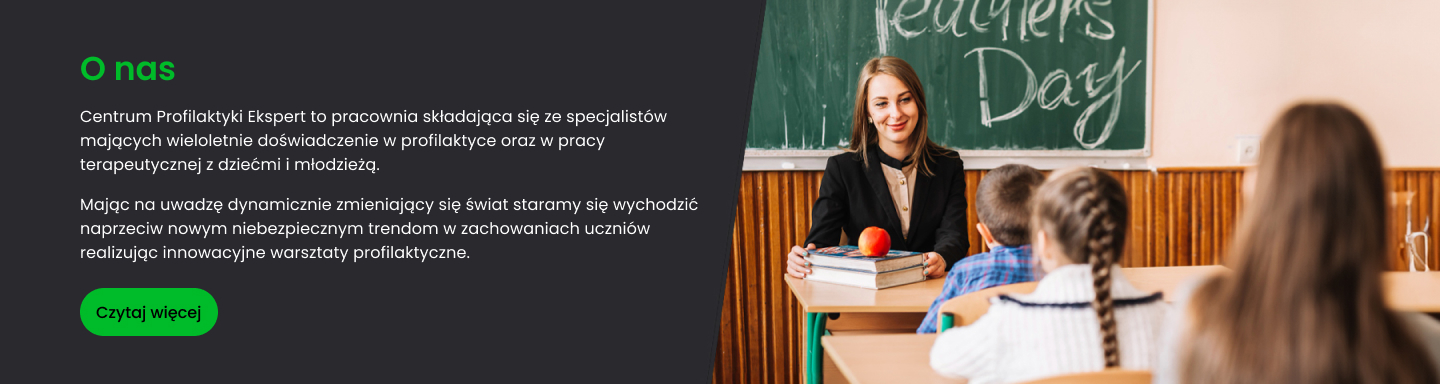 O nas
Centrum Profilaktyki Ekspert to pracownia składająca się ze specjalistów
mających wieloletnie doświadczenie w profilaktyce oraz w pracy
terapeutycznej z dziećmi i młodzieżą.
Mając na uwadzę dynamicznie zmieniający się świat staramy się wychodzić
naprzeciw nowym niebezpiecznym trendom w zachowaniach uczniów
realizując innowacyjne warsztaty profilaktyczne.
Czytaj więcej
Teachers
Day